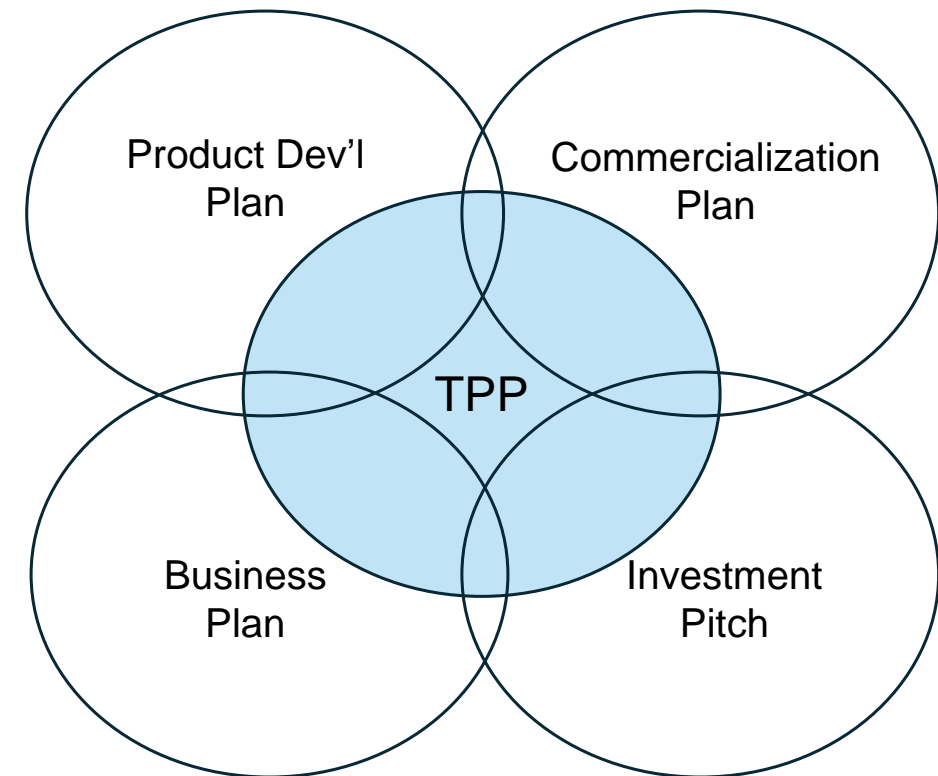 Product Dev’l
Plan
Commercialization
Plan
TPP
Business
Plan
Investment
Pitch